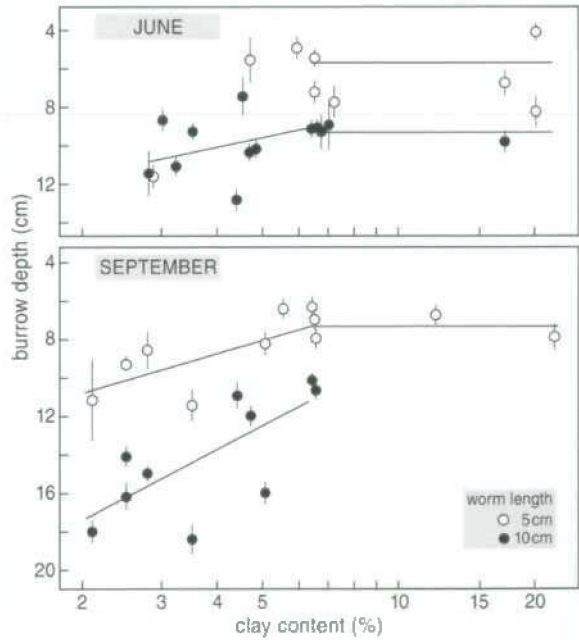 JUNE
4
8
12
SEPTEMBER
4
8
12
16
20
burrow depth (cm)
worm length
5cm
10cm
2 3 4 5 10 15 20
clay content (%)